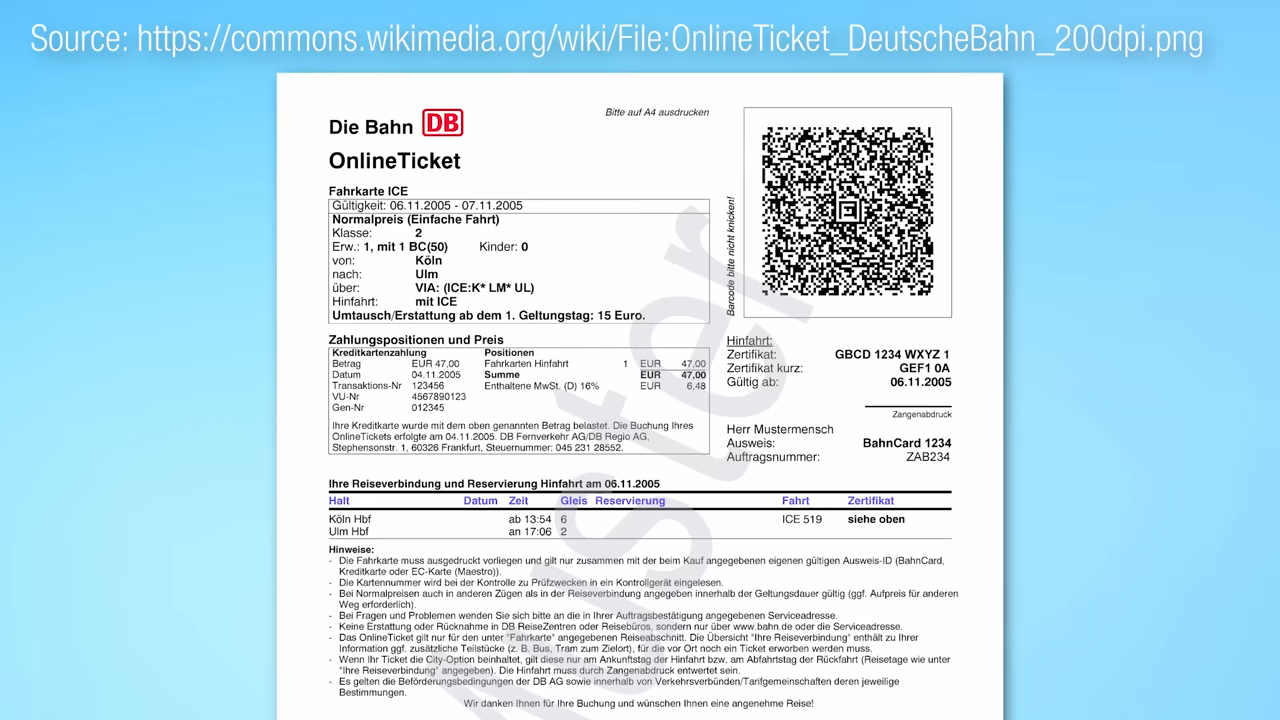 Source: https://commons.wikimedia.org/wiki/File:OnlineTicket_DeutscheBahn_200dpi.png
Bitte auf A4 ausdrucken
Die Bahn DB
OnlineTicket
Fahrkarte ICE
Gültigkeit: 06.11.2005 - 07.11.2005
Normalpreis (Einfache Fahrt)
Klasse: 2
Erw.: 1, mit 1 BC(50) Kinder: 0
von: Köln
nach: Ulm
über: VIA: (ICE:K* LM* UL)
Hinfahrt: mit ICE
Umtausch/Erstattung ab dem 1. Geltungstag: 15 Euro.
Barcode bitte nicht knicken!
Zahlungspositionen und Preis
Kreditkartenzahlung Positionen
Betrag EUR 47,00 Fahrkarten Hinfahrt 1 EUR 47,00
Datum 04.11.2005 Summe EUR 47,00
Transaktions-Nr 123456 Enthaltene MwSt. (D) 16% EUR 6,48
VU-Nr 4567890123
Gen-Nr 012345
Ihre Kreditkarte wurde mit dem oben genannten Betrag belastet. Die Buchung Ihres
OnlineTickets erfolgte am 04.11.2005. DB Fernverkehr AG/DB Regio AG,
Stephensonstr. 1, 60326 Frankfurt, Steuernummer: 045 231 28552.
Hinfahrt:
Zertifikat: GBCD 1234 WXYZ 1
Zertifikat kurz: GEF1 0A
Gültig ab: 06.11.2005
Zangenabdruck
Herr Mustermensch
Ausweis: BahnCard 1234
Auftragsnummer: ZAB234
Ihre Reiseverbindung und Reservierung Hinfahrt am 06.11.2005
Halt Datum Zeit Gleis Reservierung Fahrt Zertifikat
Köln Hbf ab 13:54 6 ICE 519 siehe oben
Ulm Hbf an 17:06 2
Hinweise:
- Die Fahrkarte muss ausgedruckt vorliegen und gilt nur zusammen mit der beim Kauf angegebenen eigenen gültigen Ausweis-ID (BahnCard,
Kreditkarte oder EC-Karte (Maestro)).
- Die Kartennummer wird bei der Kontrolle zu Prüfzwecken in ein Kontrollgerät eingelesen.
- Bei Normalpreisen auch in anderen Zügen als in der Reiseverbindung angegeben innerhalb der Geltungsdauer gültig (ggf. Aufpreis für anderen
Weg erforderlich).
- Bei Fragen und Problemen wenden Sie sich bitte an die in Ihrer Auftragsbestätigung angegebenen Serviceadresse.
- Keine Erstattung oder Rücknahme in DB ReiseZentren oder Reisebüros, sondern nur über www.bahn.de oder die Serviceadresse.
- Das OnlineTicket gilt nur für den unter "Fahrkarte" angegebenen Reiseabschnitt. Die Übersicht "Ihre Reiseverbindung" enthält zu Ihrer
Information ggf. zusätzliche Teilstücke (z. B. Bus, Tram zum Zielort), für die vor Ort noch ein Ticket erworben werden muss.
- Wenn Ihr Ticket die City-Option beinhaltet, gilt diese nur am Ankunftstag der Hinfahrt bzw. am Abfahrtstag der Rückfahrt (Reisetage wie unter
"Ihre Reiseverbindung" angegeben). Die Hinfahrt muss durch Zangenabdruck entwertet sein.
- Es gelten die Beförderungsbedingungen der DB AG sowie innerhalb von Verkehrsverbünden/Tarifgemeinschaften deren jeweilige
Bestimmungen.
Wir danken Ihnen für Ihre Buchung und wünschen Ihnen eine angenehme Reise!
Muster